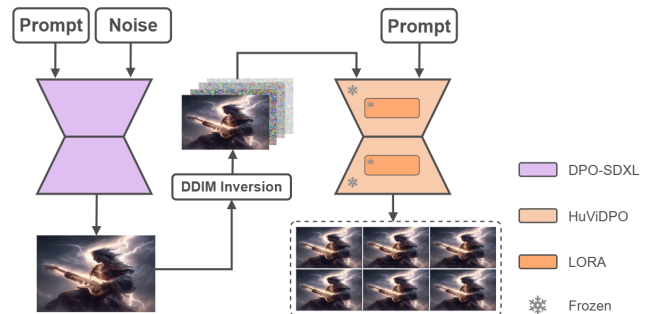 Prompt
Noise
Prompt
DDIM Inversion
DPO-SDXL
HuViDPO
LORA
Frozen